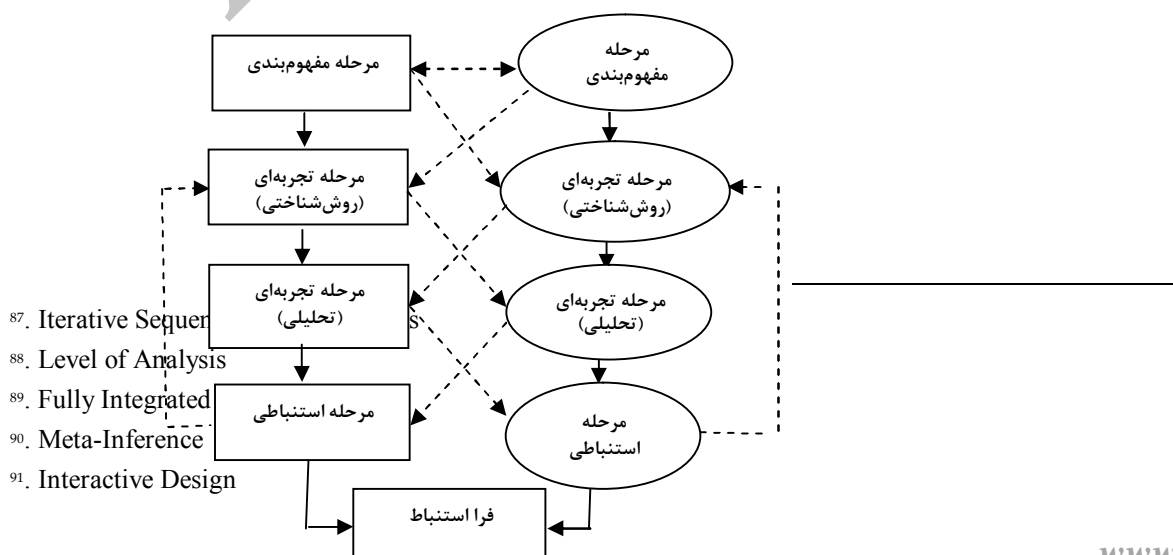 مرحله مفهوم‌بندی
مرحله
مفهوم‌بندی
مرحله تجربه‌ای
(روش‌شناختی)
مرحله تجربه‌ای
(روش‌شناختی)
مرحله تجربه‌ای
(تحلیلی)
مرحله تجربه‌ای
(تحلیلی)
مرحله استنباطی
مرحله
استنباطی
فرا استنباط
87. Iterative
88. Level of Analysis
89. Fully Integrated
90. Meta-Inference
91. Interactive Design